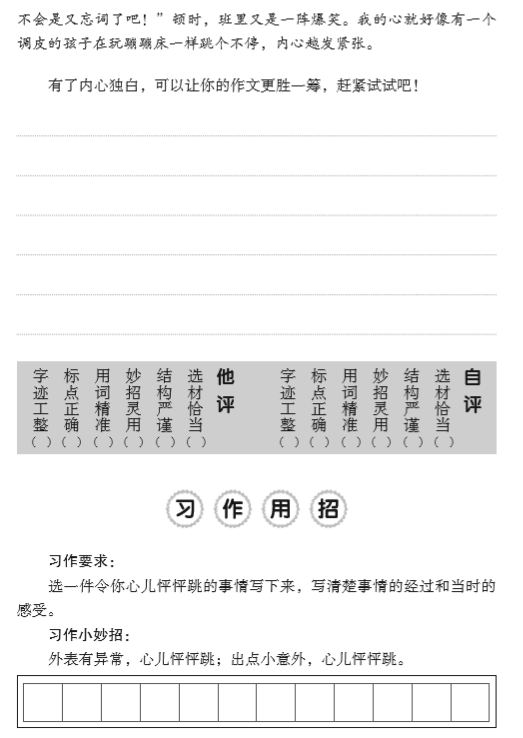 不会是又忘词了吧！”顿时，班里又是一阵爆笑。我的心就好像有一个
调皮的孩子在玩蹦蹦床一样跳个不停，内心越发紧张。
有了内心独白，可以让你的作文更胜一筹，赶紧试试吧！
自评
选材恰当（ ）
结构严谨（ ）
妙招灵用（ ）
用词精准（ ）
标点正确（ ）
字迹工整（ ）
他评
选材恰当（ ）
结构严谨（ ）
妙招灵用（ ）
用词精准（ ）
标点正确（ ）
字迹工整（ ）
习作用招
习作要求：
选一件令你心儿怦怦跳的事情写下来，写清楚事情的经过和当时的
感受。
习作小妙招：
外表有异常，心儿怦怦跳；出点小意外，心儿怦怦跳。